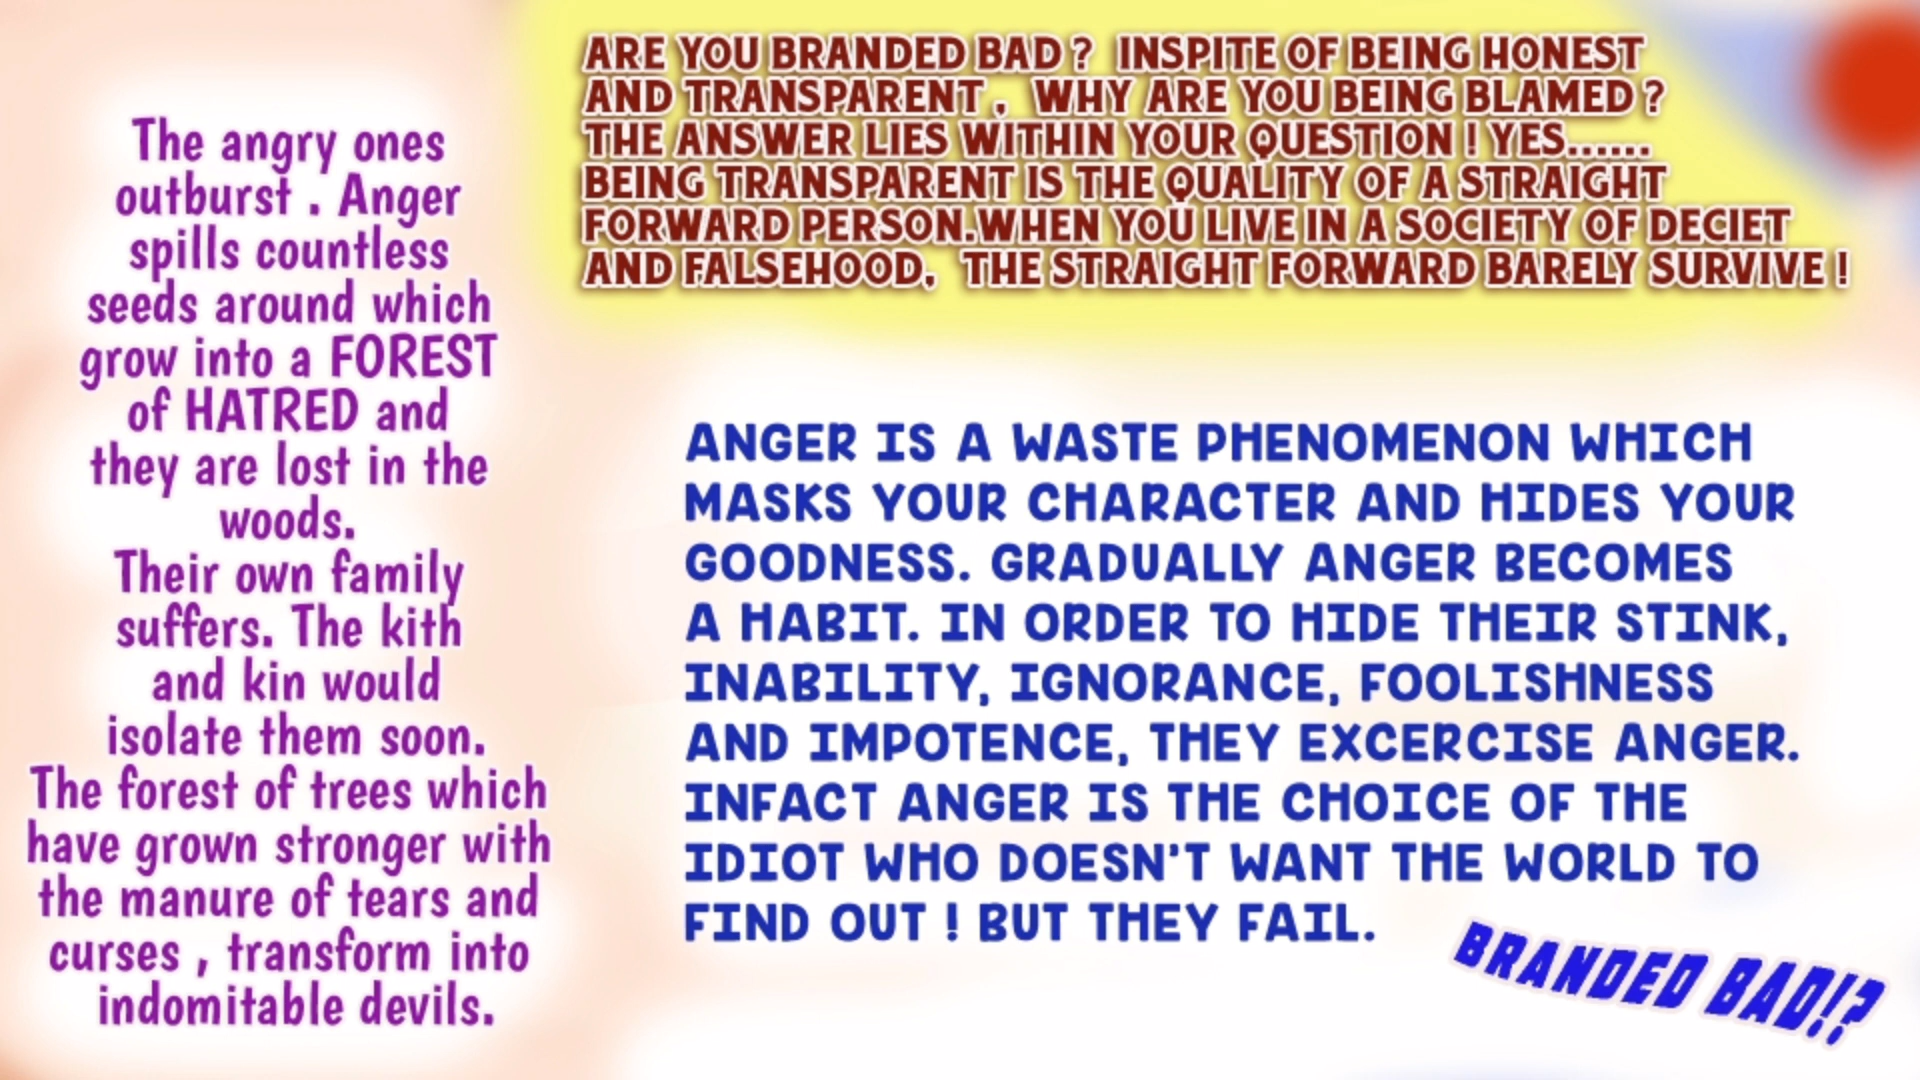 The angry ones
outburst . Anger
spills countless
seeds around which
grow into a FOREST
of HATRED and
they are lost in the
woods.
Their own family
suffers. The kith
and kin would
isolate them soon.
The forest of trees which
have grown stronger with
the manure of tears and
curses , transform into
indomitable devils.
ARE YOU BRANDED BAD ? INSPITE OF BEING HONEST
AND TRANSPARENT , WHY ARE YOU BEING BLAMED ?
THE ANSWER LIES WITHIN YOUR QUESTION ! YES......
BEING TRANSPARENT IS THE QUALITY OF A STRAIGHT
FORWARD PERSON.WHEN YOU LIVE IN A SOCIETY OF DECIET
AND FALSEHOOD, THE STRAIGHT FORWARD BARELY SURVIVE !
ANGER IS A WASTE PHENOMENON WHICH
MASKS YOUR CHARACTER AND HIDES YOUR
GOODNESS. GRADUALLY ANGER BECOMES
A HABIT. IN ORDER TO HIDE THEIR STINK,
INABILITY, IGNORANCE, FOOLISHNESS
AND IMPOTENCE, THEY EXCERCISE ANGER.
INFACT ANGER IS THE CHOICE OF THE
IDIOT WHO DOESN'T WANT THE WORLD TO
FIND OUT ! BUT THEY FAIL.
BRANDED BAD!?